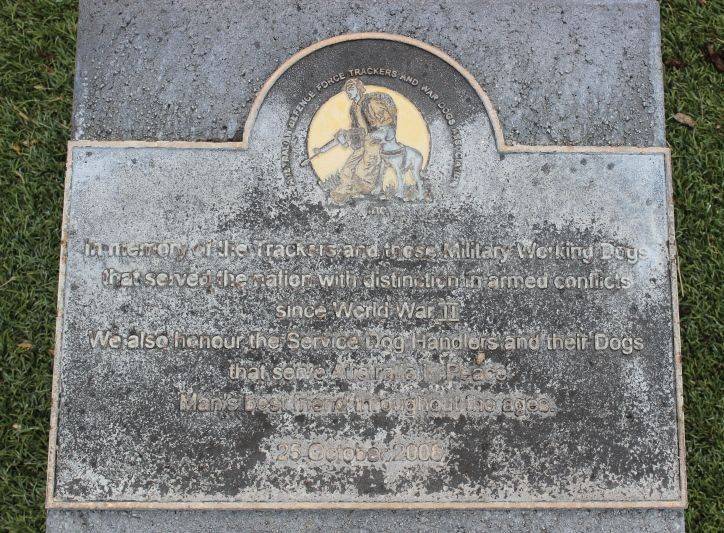 AUSTRALIAN DEFENCE FORCE TRACKERS AND WAR DOGS ASSOCIATION
INC.
In memory of the Trackers and those Military Working Dogs
that served the nation with distinction in armed conflicts
since World War II
We also honour the Service Dog Handlers and their Dogs
that serve Australia in Peace.
Man's best friend throughout the ages.
25 October 2006